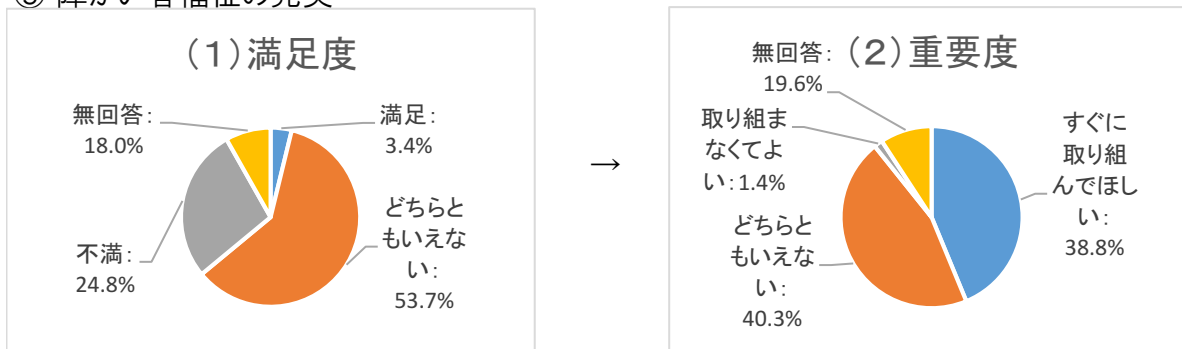 (1)満足度
無回答:
18.0%
満足:
3.4%
不満:
24.8%
どちらと
もいえな
い:
53.7%
→
(2)重要度
無回答:
19.6%
取り組ま
なくてよ
い:1.4%
すぐに
取り組
んでほし
い:
38.8%
どちらと
もいえな
い:
40.3%